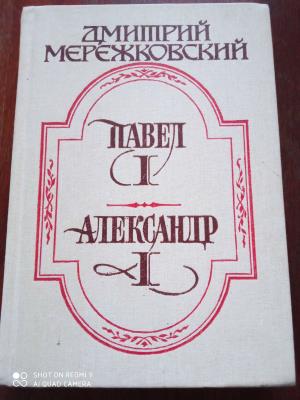 ДМИТРИЙ
МЕРЕЖКОВСКИЙ
ПАВЕЛ
I
АЛЕКСАНДР
I
SHOT ON REDMI 9
AI QUAD CAMERA